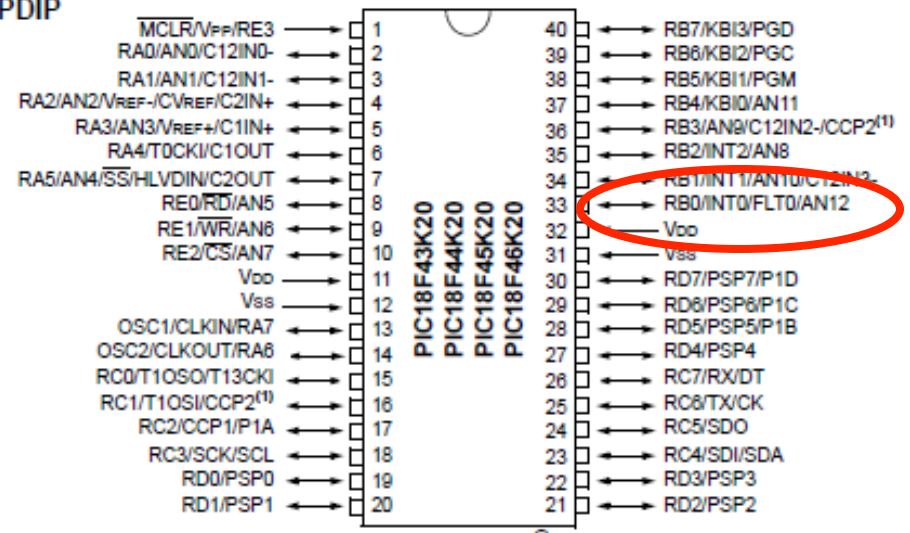 PDIP
MCLR/VPP/RE3 1
RA0/AN0/C12IN0- 2
RA1/AN1/C12IN1- 3
RA2/AN2/VREF-/CVREF/C2IN+ 4
RA3/AN3/VREF+/C1IN+ 5
RA4/T0CKI/C1OUT 6
RA5/AN4/SS/HLVDIN/C2OUT 7
RE0/RD/AN5 8
RE1/WR/AN6 9
RE2/CS/AN7 10
VDD 11
VSS 12
OSC1/CLKIN/RA7 13
OSC2/CLKOUT/RA6 14
RC0/T1OSO/T13CKI 15
RC1/T1OSI/CCP2(1) 16
RC2/CCP1/P1A 17
RC3/SCK/SCL 18
RD0/PSP0 19
RD1/PSP1 20
PIC18F43K20
PIC18F44K20
PIC18F45K20
PIC18F46K20
40 RB7/KBI3/PGD
39 RB6/KBI2/PGC
38 RB5/KBI1/PGM
37 RB4/KBI0/AN11
36 RB3/AN9/C12IN2-/CCP2(1)
35 RB2/INT2/AN8
34 RB1/INT1/AN10/C12IN3-
33 RB0/INT0/FLT0/AN12
32 VDD
31 VSS
30 RD7/PSP7/P1D
29 RD6/PSP6/P1C
28 RD5/PSP5/P1B
27 RD4/PSP4
26 RC7/RX/DT
25 RC6/TX/CK
24 RC5/SDO
23 RC4/SDI/SDA
22 RD3/PSP3
21 RD2/PSP2